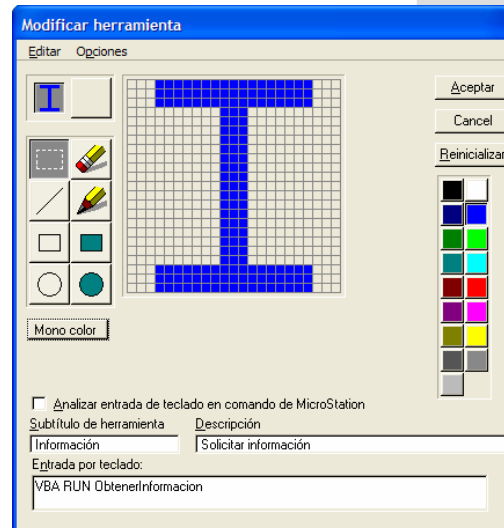 Modificar herramienta
Editar Opciones
Aceptar
Cancel
Reinicializar
Mono color
Analizar entrada de teclado en comando de MicroStation
Subtítulo de herramienta Descripción
Información Solicitar información
Entrada por teclado:
VBA RUN ObtenerInformacion